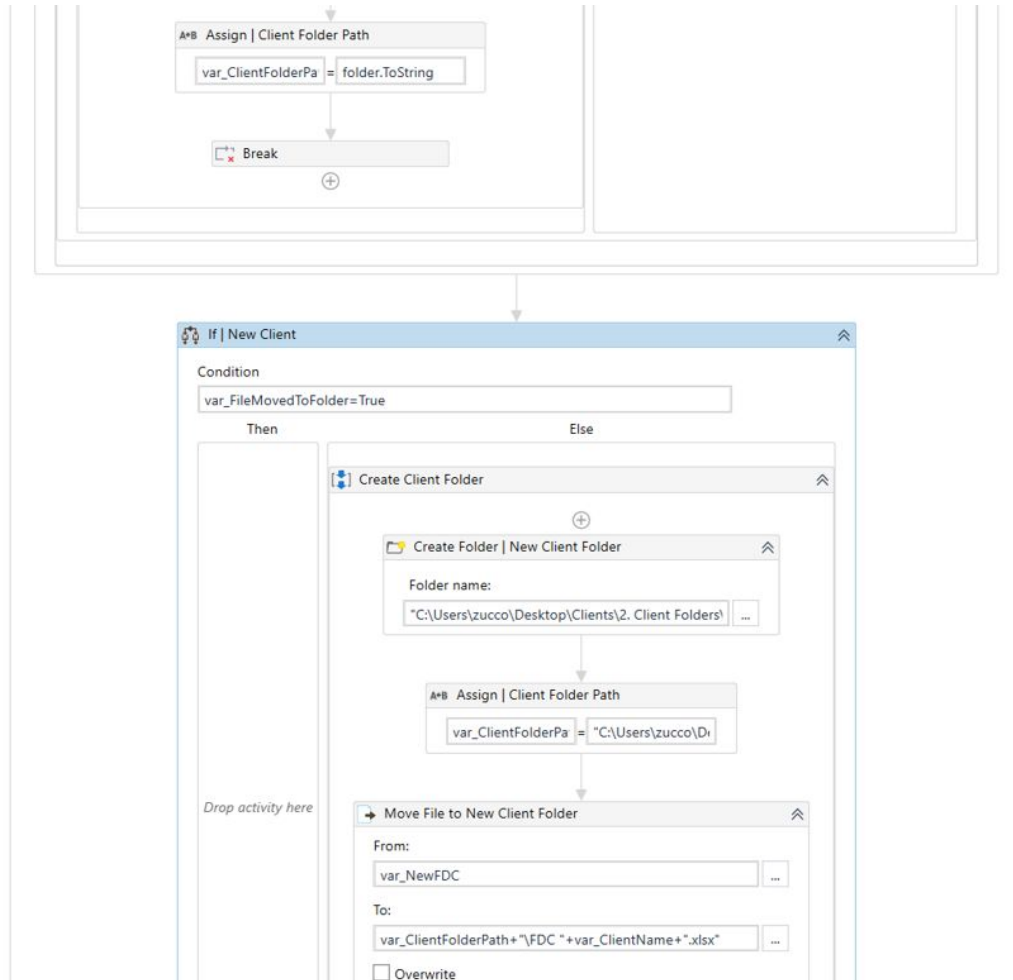 A+B Assign | Client Folder Path
var_ClientFolderPa = folder.ToString
Break
If | New Client
Condition
var_FileMovedToFolder=True
Then Else
Create Client Folder
Create Folder | New Client Folder
Folder name:
"C:\Users\zucco\Desktop\Clients\2. Client Folders\ ...
A+B Assign | Client Folder Path
var_ClientFolderPa = "C:\Users\zucco\De
Drop activity here
Move File to New Client Folder
From:
var_NewFDC ...
To:
var_ClientFolderPath+"\FDC "+var_ClientName+".xlsx" ...
Overwrite